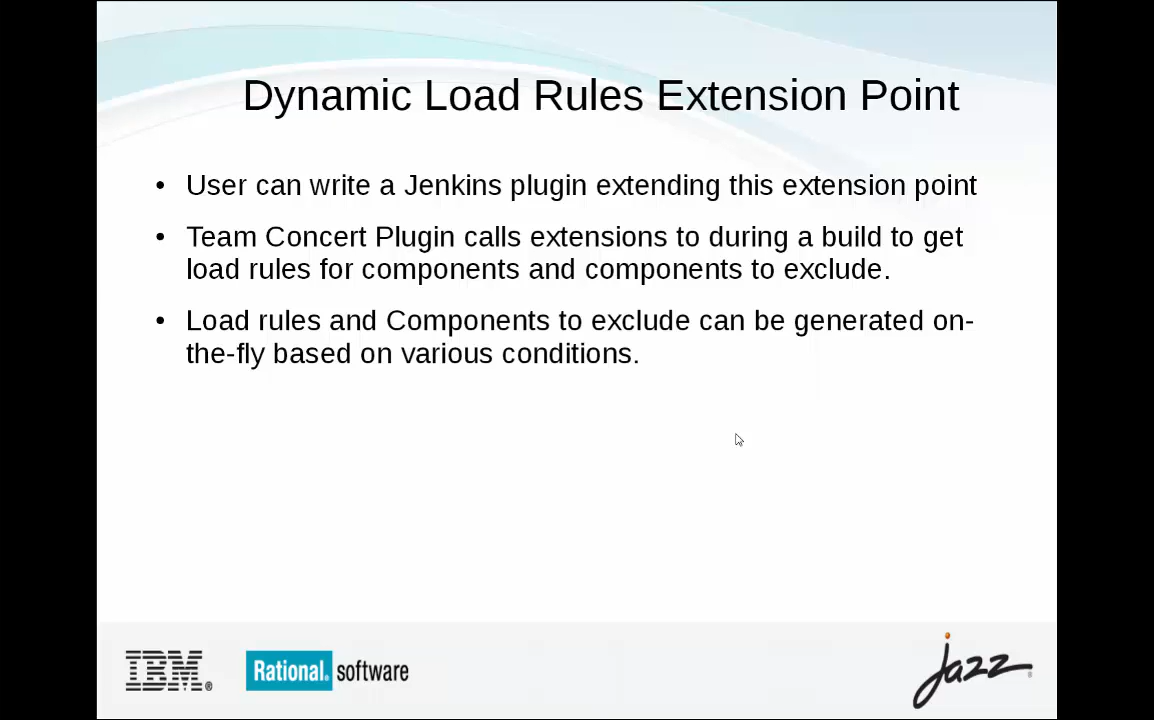 Dynamic Load Rules Extension Point
• User can write a Jenkins plugin extending this extension point
• Team Concert Plugin calls extensions to during a build to get
load rules for components and components to exclude.
• Load rules and Components to exclude can be generated on-
the-fly based on various conditions.
IBM® Rational® software jazz